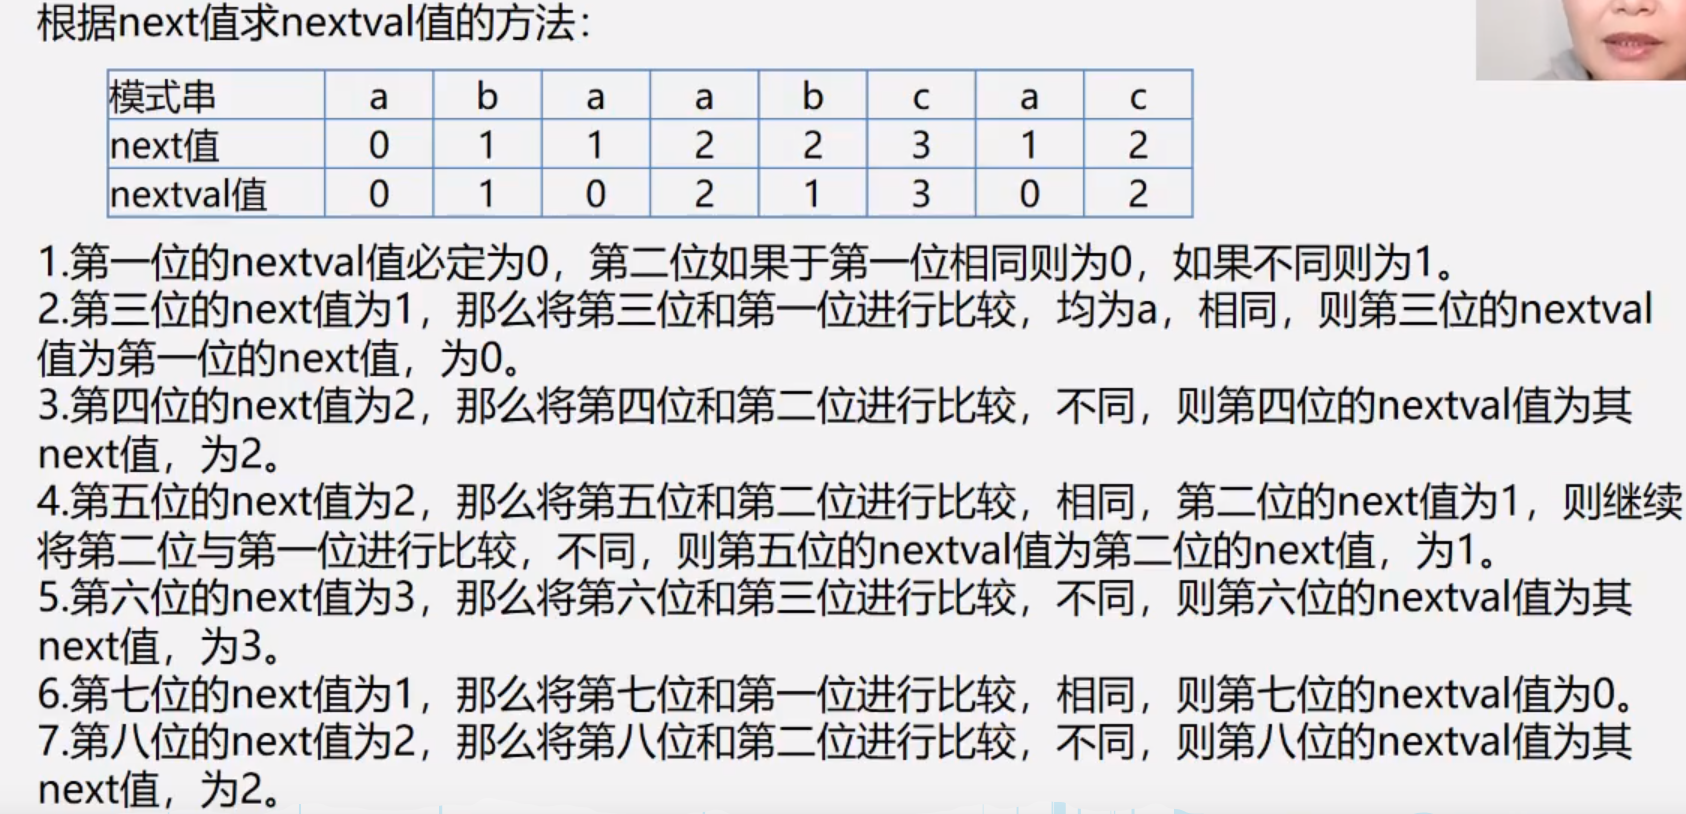 根据next值求nextval值的方法：
模式串 a b a a b c a c
next值 0 1 1 2 2 3 1 2
nextval值 0 1 0 2 1 3 0 2
1.第一位的nextval值必定为0，第二位如果于第一位相同则为0，如果不同则为1。
2.第三位的next值为1，那么将第三位和第一位进行比较，均为a，相同，则第三位的nextval
值为第一位的next值，为0。
3.第四位的next值为2，那么将第四位和第二位进行比较，不同，则第四位的nextval值为其
next值，为2。
4.第五位的next值为2，那么将第五位和第二位进行比较，相同，第二位的next值为1，则继续
将第二位与第一位进行比较，不同，则第五位的nextval值为第二位的next值，为1。
5.第六位的next值为3，那么将第六位和第三位进行比较，不同，则第六位的nextval值为其
next值，为3。
6.第七位的next值为1，那么将第七位和第一位进行比较，相同，则第七位的nextval值为0。
7.第八位的next值为2，那么将第八位和第二位进行比较，不同，则第八位的nextval值为其
next值，为2。